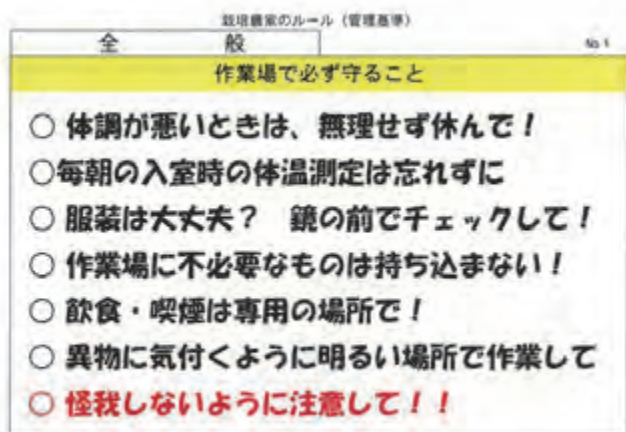 栽培農家のルール（管理基準）
全　般
No 1
作業場で必ず守ること
○ 体調が悪いときは、無理せず休んで！
○毎朝の入室時の体温測定は忘れずに
○ 服装は大丈夫？　鏡の前でチェックして！
○ 作業場に不必要なものは持ち込まない！
○ 飲食・喫煙は専用の場所で！
○ 異物に気付くように明るい場所で作業して
○ 怪我しないように注意して！！